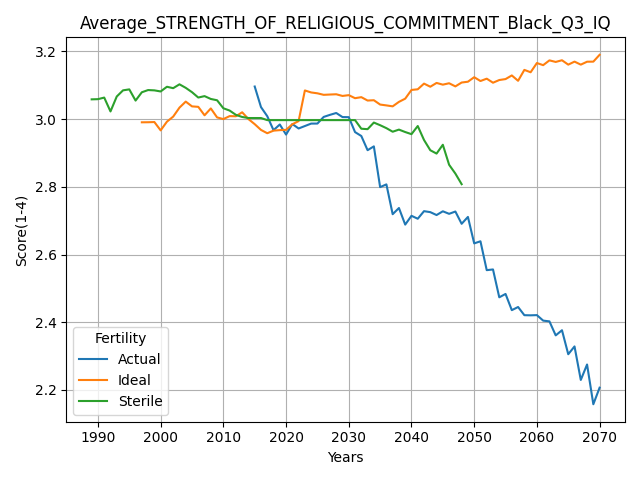 Average_STRENGTH_OF_RELIGIOUS_COMMITMENT_Black_Q3_IQ
3.2
3.0
2.8
2.6
2.4
2.2
Score(1-4)
Fertility
Actual
Ideal
Sterile
1990 2000 2010 2020 2030 2040 2050 2060 2070
Years